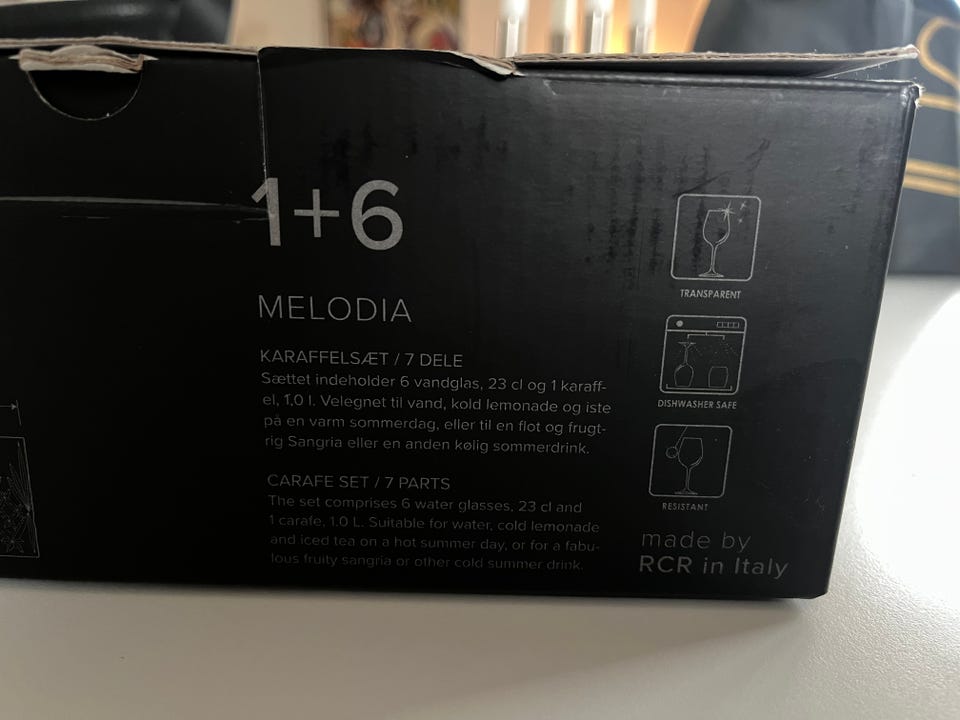 1+6
MELODIA
KARAFFELSÆT / 7 DELE
Sættet indeholder 6 vandglas, 23 cl og 1 karaff-
el, 1,0 l. Velegnet til vand, kold lemonade og iste
på en varm sommerdag, eller til en flot og frugt-
rig Sangria eller en anden kølig sommerdrink.
CARAFE SET / 7 PARTS
The set comprises 6 water glasses, 23 cl and
1 carafe, 1.0 L. Suitable for water, cold lemonade
and iced tea on a hot summer day, or for a fabu-
lous fruity sangria or other cold summer drink.
TRANSPARENT
DISHWASHER SAFE
RESISTANT
made by
RCR in Italy